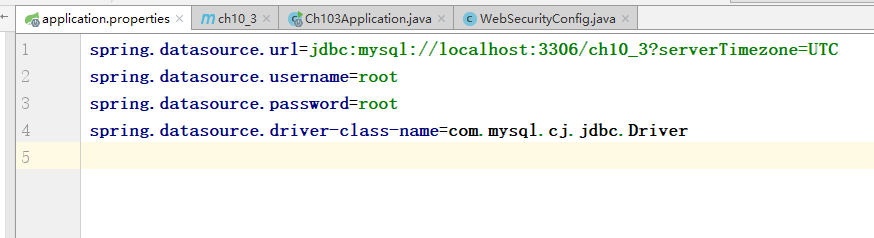 application.properties ch10_3 Ch103Application.java WebSecurityConfig.java
1 spring.datasource.url=jdbc:mysql://localhost:3306/ch10_3?serverTimezone=UTC
2 spring.datasource.username=root
3 spring.datasource.password=root
4 spring.datasource.driver-class-name=com.mysql.cj.jdbc.Driver
5